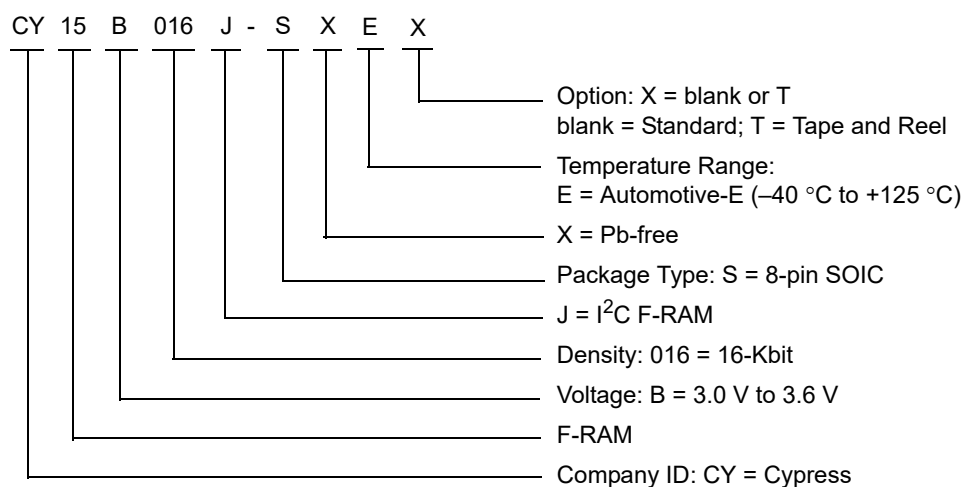 CY 15 B 016 J - S X E X
Option: X = blank or T
blank = Standard; T = Tape and Reel
Temperature Range:
E = Automotive-E (–40 °C to +125 °C)
X = Pb-free
Package Type: S = 8-pin SOIC
J = I²C F-RAM
Density: 016 = 16-Kbit
Voltage: B = 3.0 V to 3.6 V
F-RAM
Company ID: CY = Cypress